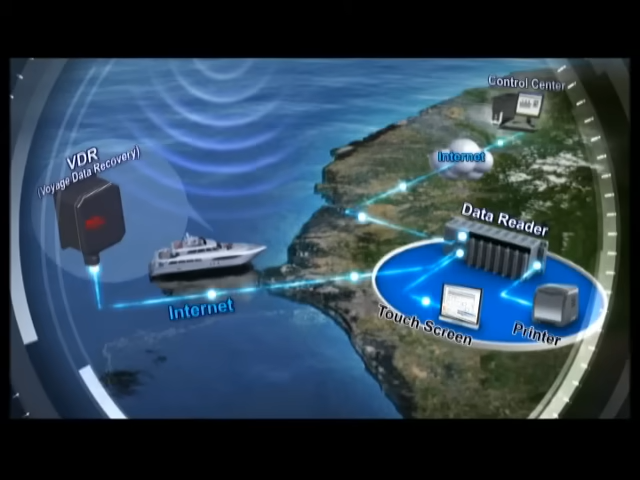 Control Center
Internet
VDR
(Voyage Data Recovery)
Data Reader
Internet
Touch Screen
Printer